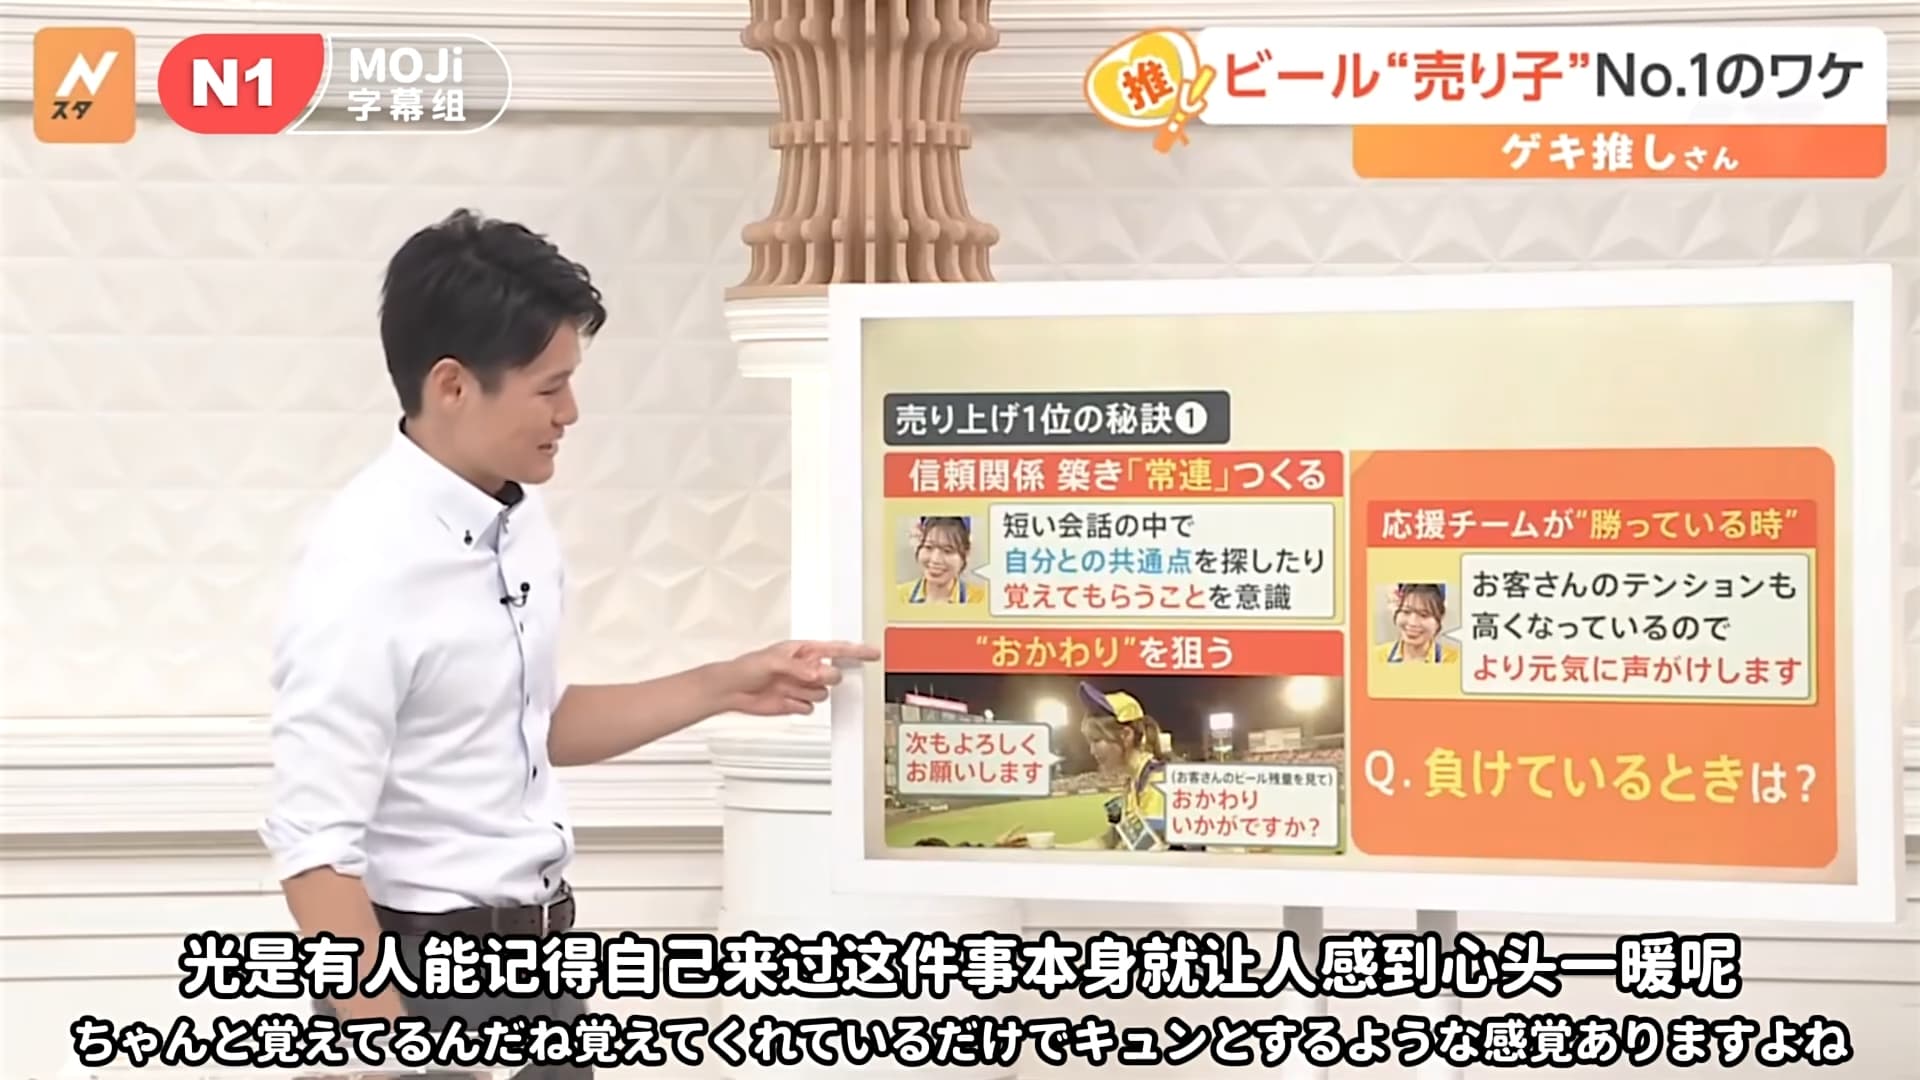 Nスタ
N1
MOJi
字幕组
推し!
ビール“売り子”No.1のワケ
ゲキ推しさん
売り上げ1位の秘訣❶
信頼関係 築き「常連」つくる
短い会話の中で
自分との共通点を探したり
覚えてもらうことを意識
“おかわり”を狙う
次もよろしく
お願いします
(お客さんのビール残量を見て)
おかわり
いかがですか?
応援チームが“勝っている時”
お客さんのテンションも
高くなっているので
より元気に声がけします
Q.負けているときは?
光是有人能记得自己来过这件事本身就让人感到心头一暖呢
ちゃんと覚えてるんだね覚えてくれているだけでキュンとするような感覚ありますよね